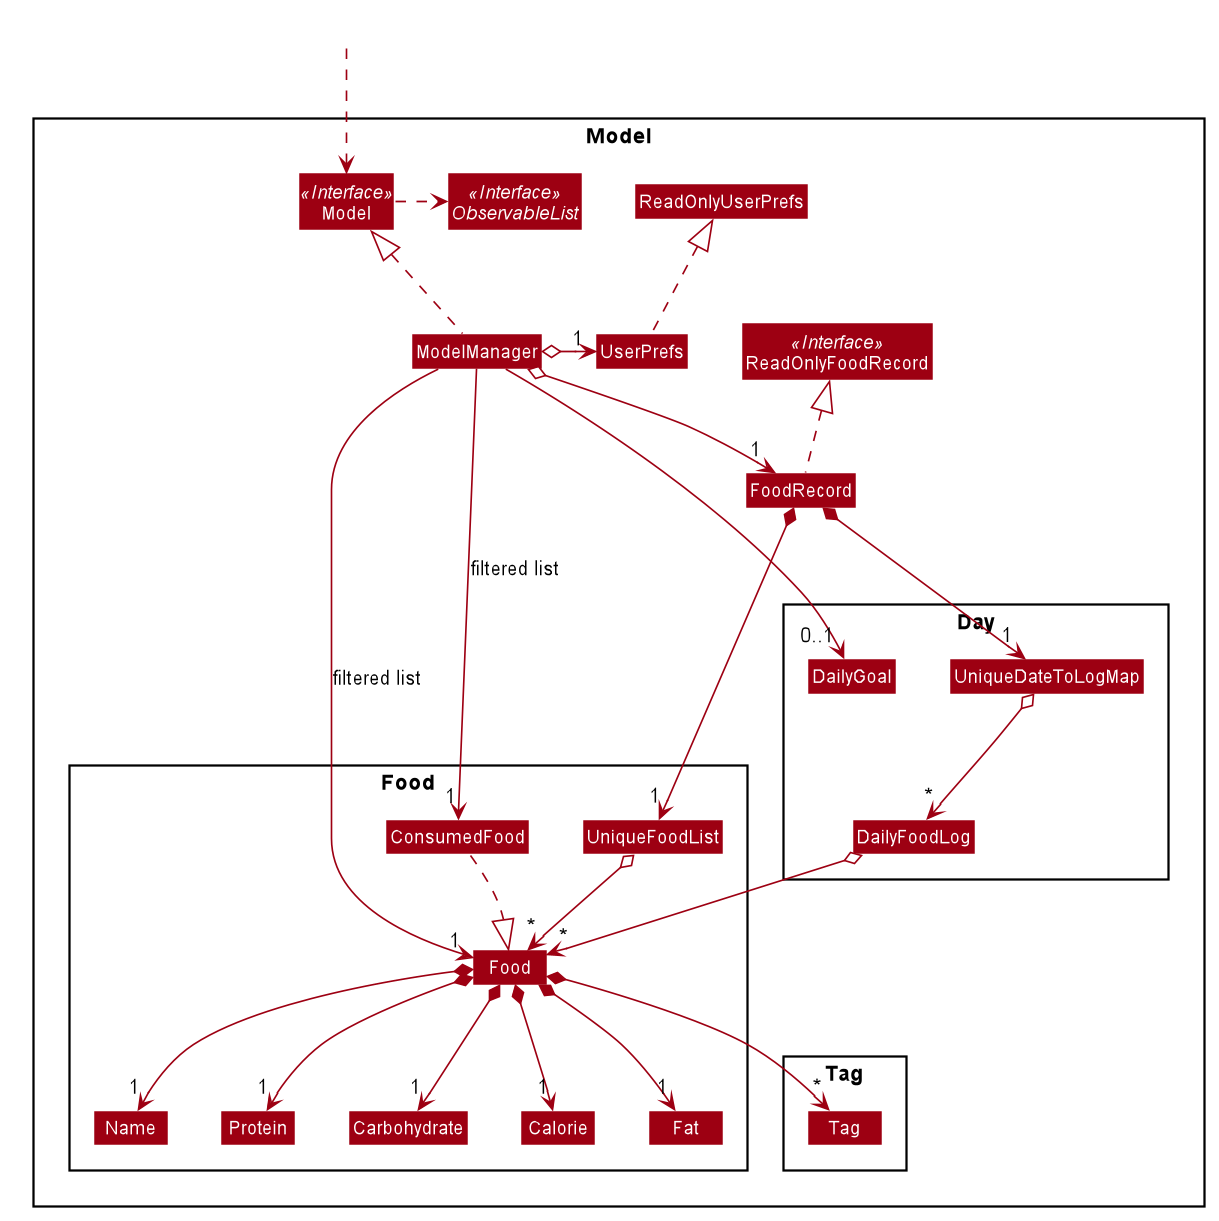 Model
«Interface»
Model
«Interface»
ObservableList
ReadOnlyUserPrefs
ModelManager
1
UserPrefs
«Interface»
ReadOnlyFoodRecord
1
FoodRecord
filtered list
Day
0..1
1
DailyGoal
UniqueDateToLogMap
filtered list
Food
1
1
*
ConsumedFood
UniqueFoodList
DailyFoodLog
1
*
*
Food
Tag
1
1
1
1
1
*
Name
Protein
Carbohydrate
Calorie
Fat
Tag